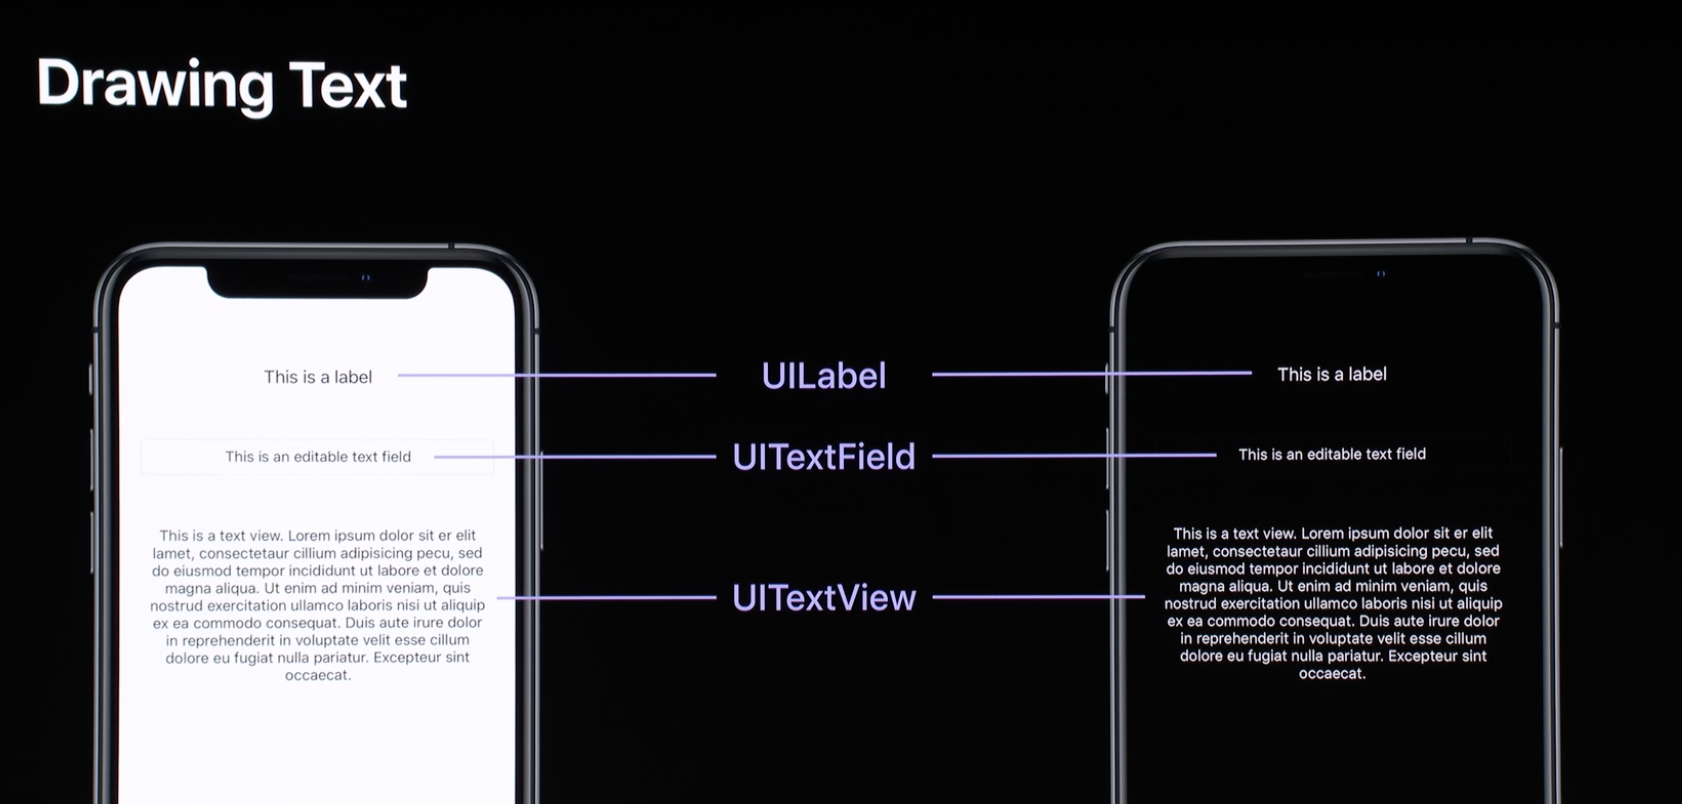 Drawing Text
This is a label
UILabel
This is a label
This is an editable text field
UITextField
This is an editable text field
This is a text view. Lorem ipsum dolor sit er elit
lamet, consectetaur cillium adipisicing pecu, sed
do eiusmod tempor incididunt ut labore et dolore
magna aliqua. Ut enim ad minim veniam, quis
nostrud exercitation ullamco laboris nisi ut aliquip
ex ea commodo consequat. Duis aute irure dolor
in reprehenderit in voluptate velit esse cillum
dolore eu fugiat nulla pariatur. Excepteur sint
occaecat.
UITextView
This is a text view. Lorem ipsum dolor sit er elit
lamet, consectetaur cillium adipisicing pecu, sed
do eiusmod tempor incididunt ut labore et dolore
magna aliqua. Ut enim ad minim veniam, quis
nostrud exercitation ullamco laboris nisi ut aliquip
ex ea commodo consequat. Duis aute irure dolor
in reprehenderit in voluptate velit esse cillum
dolore eu fugiat nulla pariatur. Excepteur sint
occaecat.